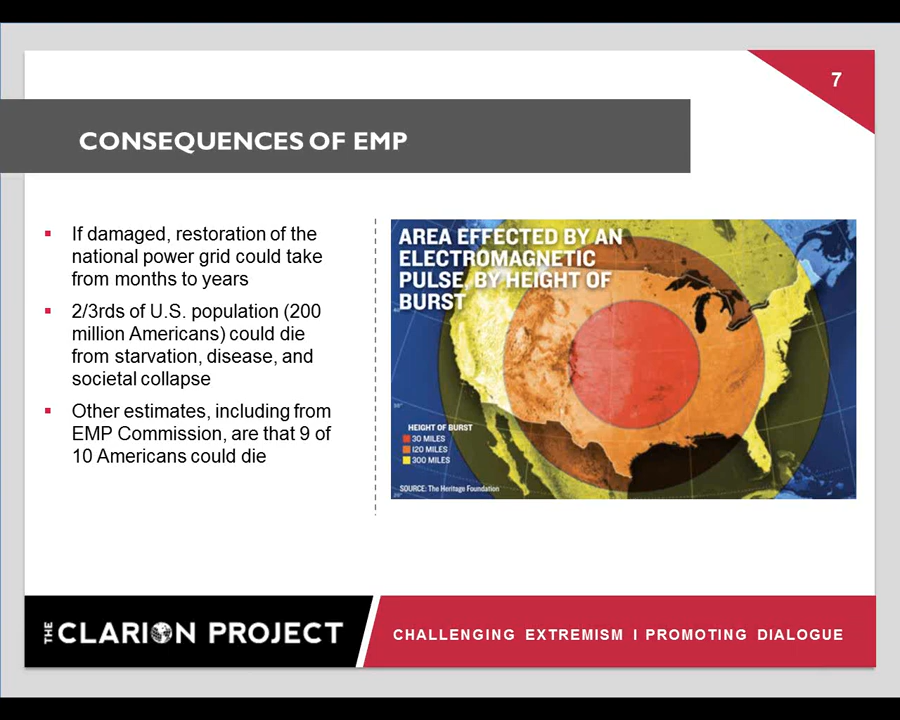 7
CONSEQUENCES OF EMP
▪ If damaged, restoration of the
national power grid could take
from months to years
▪ 2/3rds of U.S. population (200
million Americans) could die
from starvation, disease, and
societal collapse
▪ Other estimates, including from
EMP Commission, are that 9 of
10 Americans could die
AREA EFFECTED BY AN
ELECTROMAGNETIC
PULSE, BY HEIGHT OF
BURST
HEIGHT OF BURST
30 MILES
120 MILES
300 MILES
SOURCE: The Heritage Foundation
THE CLARION PROJECT
CHALLENGING EXTREMISM | PROMOTING DIALOGUE